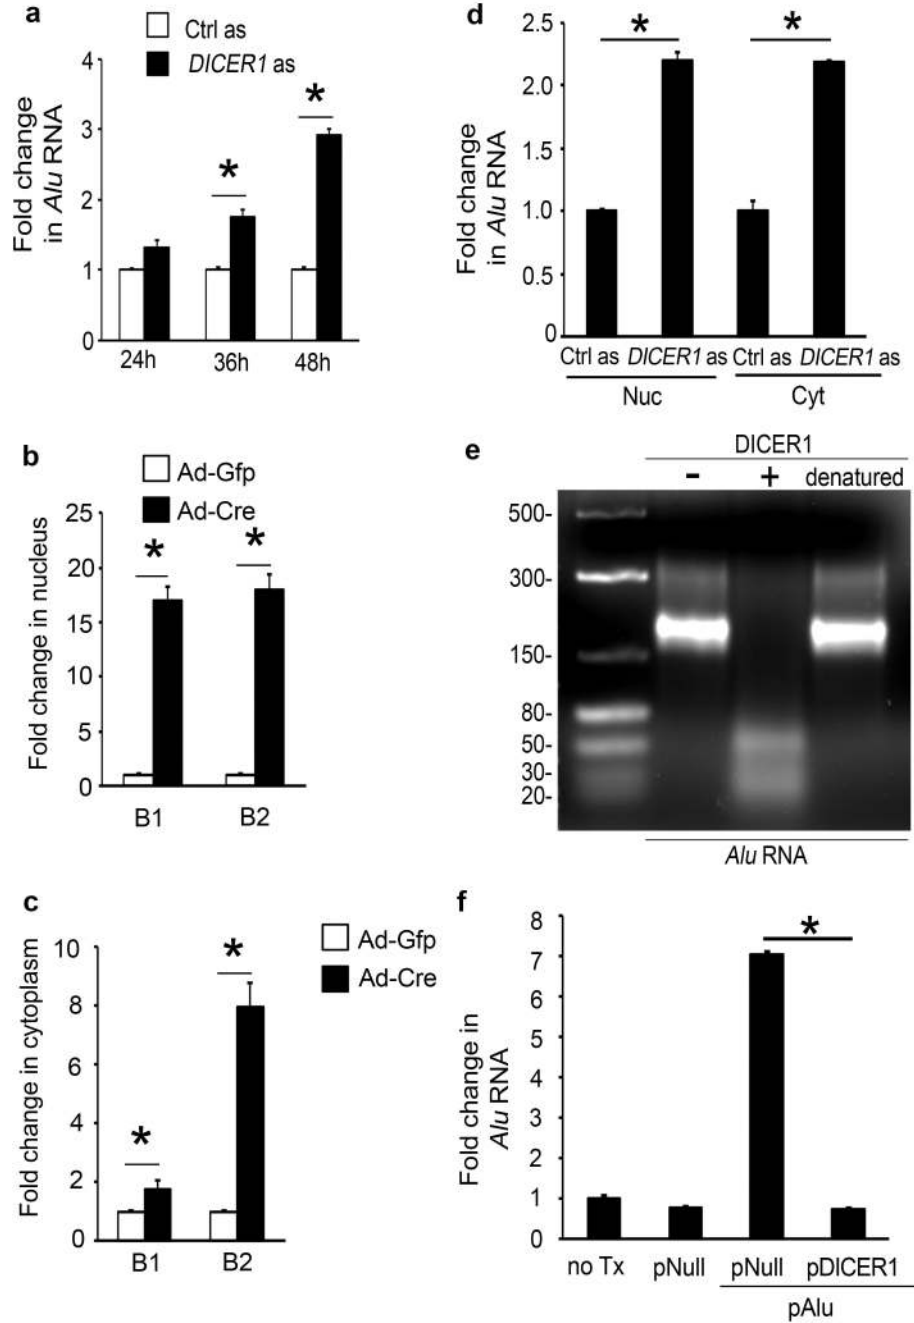 a
Ctrl as
DICER1 as
Fold change
in Alu RNA
4
3
2
1
0
*
*
24h
36h
48h
b
Ad-Gfp
Ad-Cre
Fold change in nucleus
25
20
15
10
5
0
*
*
B1
B2
c
Ad-Gfp
Ad-Cre
Fold change in cytoplasm
10
8
6
4
2
0
*
*
B1
B2
d
Fold change
in Alu RNA
2.5
2.0
1.5
1.0
0.5
0
*
*
Ctrl as DICER1 as Ctrl as DICER1 as
Nuc
Cyt
e
DICER1
- + denatured
500-
300-
150-
80-
50-
30-
20-
Alu RNA
f
Fold change in
Alu RNA
8
7
6
5
4
3
2
1
0
*
no Tx
pNull
pNull
pDICER1
pAlu